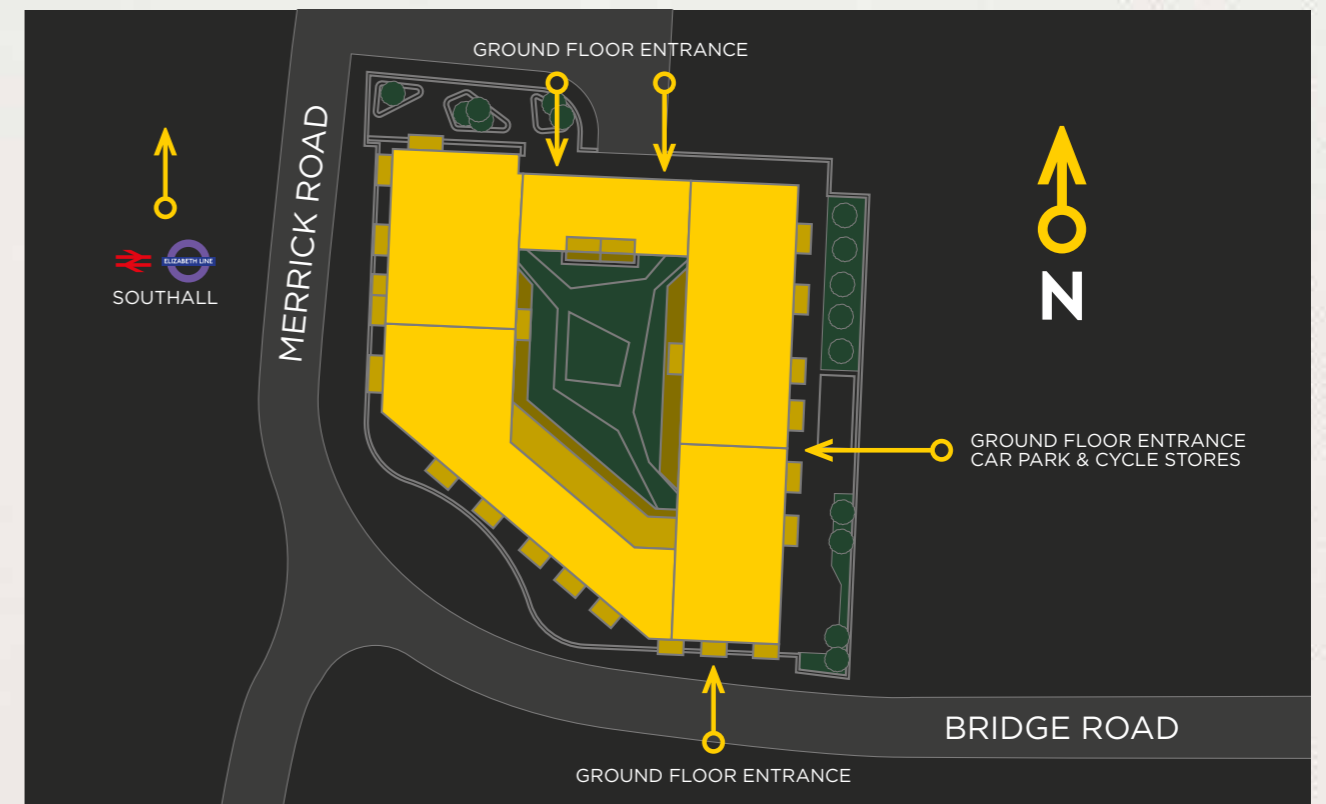 GROUND FLOOR ENTRANCE
MERRICK ROAD
ELIZABETH LINE
SOUTHALL
N
GROUND FLOOR ENTRANCE
CAR PARK & CYCLE STORES
BRIDGE ROAD
GROUND FLOOR ENTRANCE